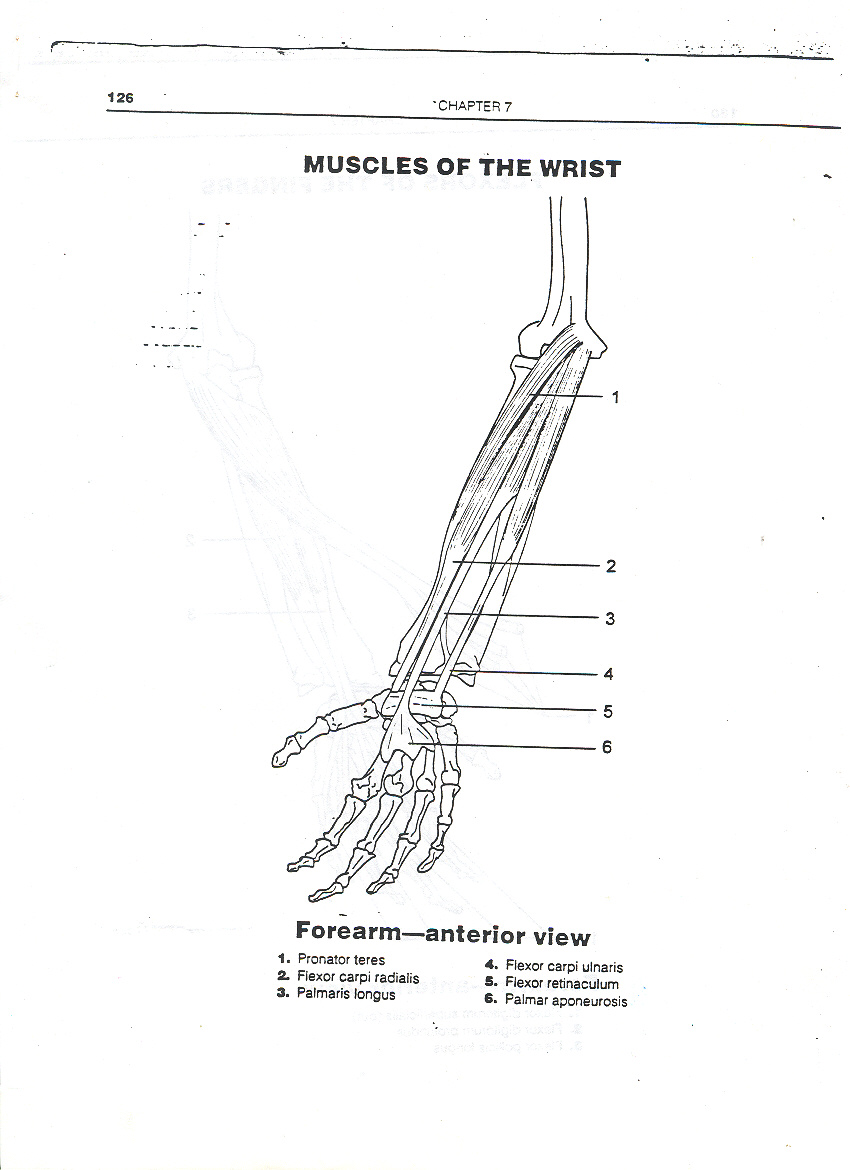 126
CHAPTER 7
MUSCLES OF THE WRIST
1
2
3
4
5
6
Forearm—anterior view
1. Pronator teres
2. Flexor carpi radialis
3. Palmaris longus
4. Flexor carpi ulnaris
5. Flexor retinaculum
6. Palmar aponeurosis